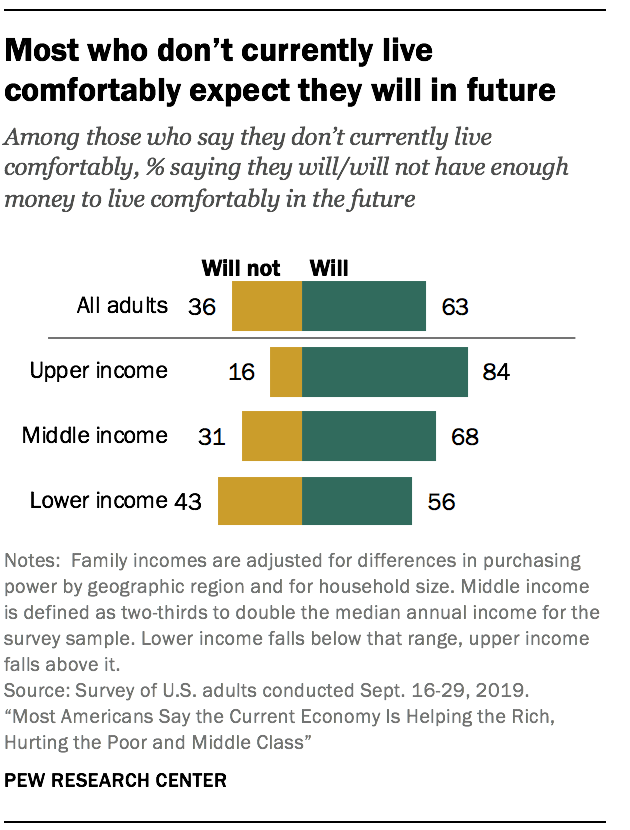 Most who don't currently live
comfortably expect they will in future
Among those who say they don't currently live
comfortably, % saying they will/will not have enough
money to live comfortably in the future
Will not Will
All adults 36 63
Upper income 16 84
Middle income 31 68
Lower income 43 56
Notes: Family incomes are adjusted for differences in purchasing
power by geographic region and for household size. Middle income
is defined as two-thirds to double the median annual income for the
survey sample. Lower income falls below that range, upper income
falls above it.
Source: Survey of U.S. adults conducted Sept. 16-29, 2019.
“Most Americans Say the Current Economy Is Helping the Rich,
Hurting the Poor and Middle Class”
PEW RESEARCH CENTER